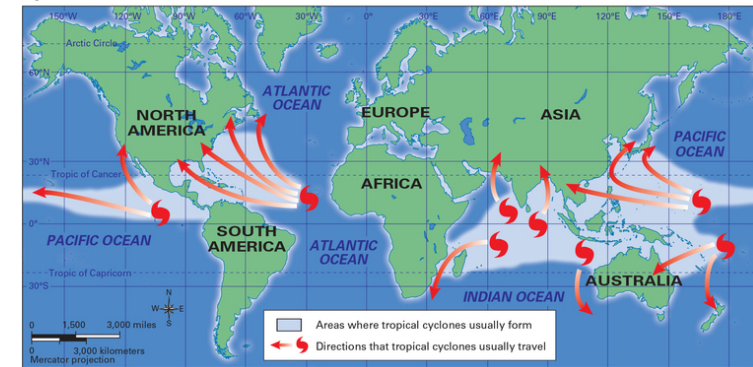 150°W 120°W 90°W 60°W 30°W 0° 30°E 60°E 90°E 120°E 150°E 180°E
Arctic Circle
60°N
ATLANTIC
OCEAN
NORTH
AMERICA
EUROPE
ASIA
PACIFIC
OCEAN
30°N
Tropic of Cancer
AFRICA
0°
PACIFIC OCEAN
SOUTH
AMERICA
ATLANTIC
OCEAN
Tropic of Capricorn
30°S
INDIAN OCEAN
AUSTRALIA
N
W E
S
0 1,500 3,000 miles
0 3,000 kilometers
Mercator projection
Areas where tropical cyclones usually form
Directions that tropical cyclones usually travel